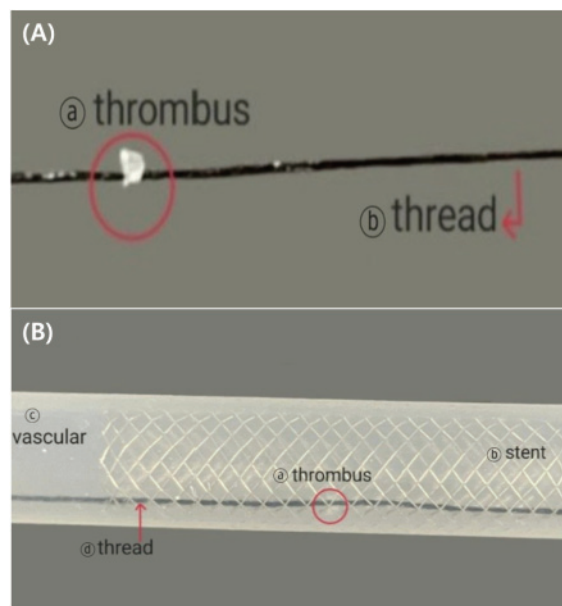 (A)
ⓐ thrombus
ⓑ thread
(B)
ⓒ
vascular
ⓑ stent
ⓐ thrombus
ⓓ thread